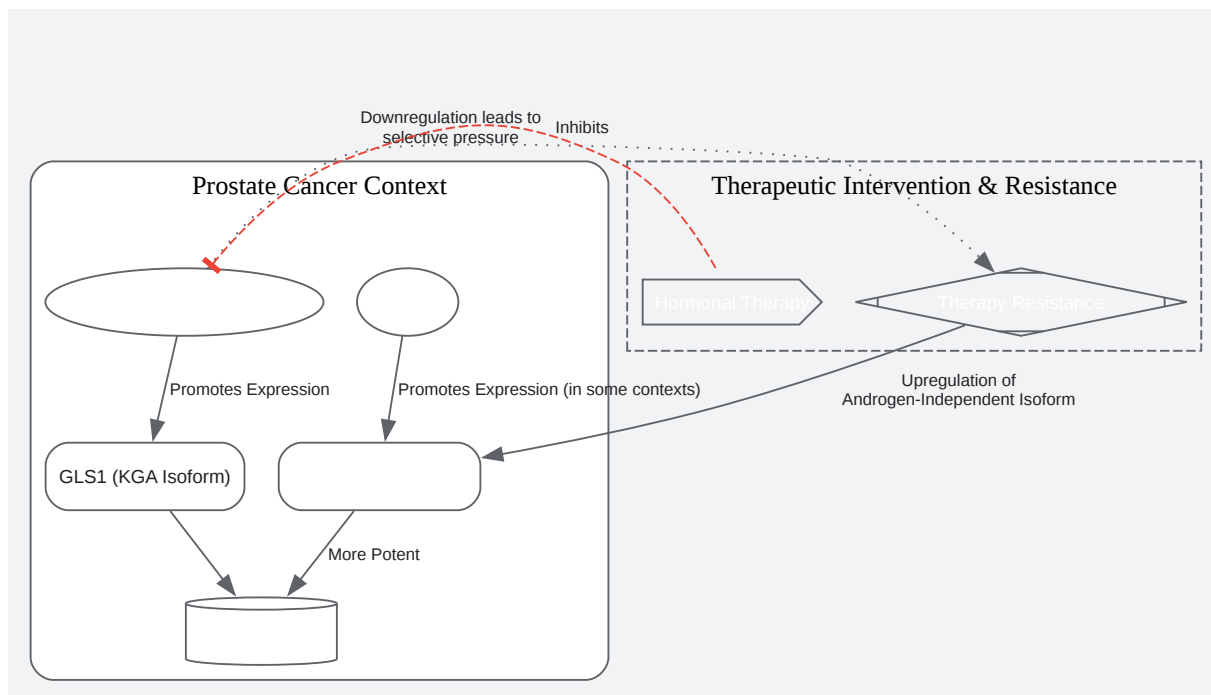 Downregulation leads to
selective pressure
Inhibits
Prostate Cancer Context
Therapeutic Intervention & Resistance
Hormonal Therapy
Therapy Resistance
Promotes Expression
Promotes Expression (in some contexts)
Upregulation of
Androgen-Independent Isoform
GLS1 (KGA Isoform)
More Potent